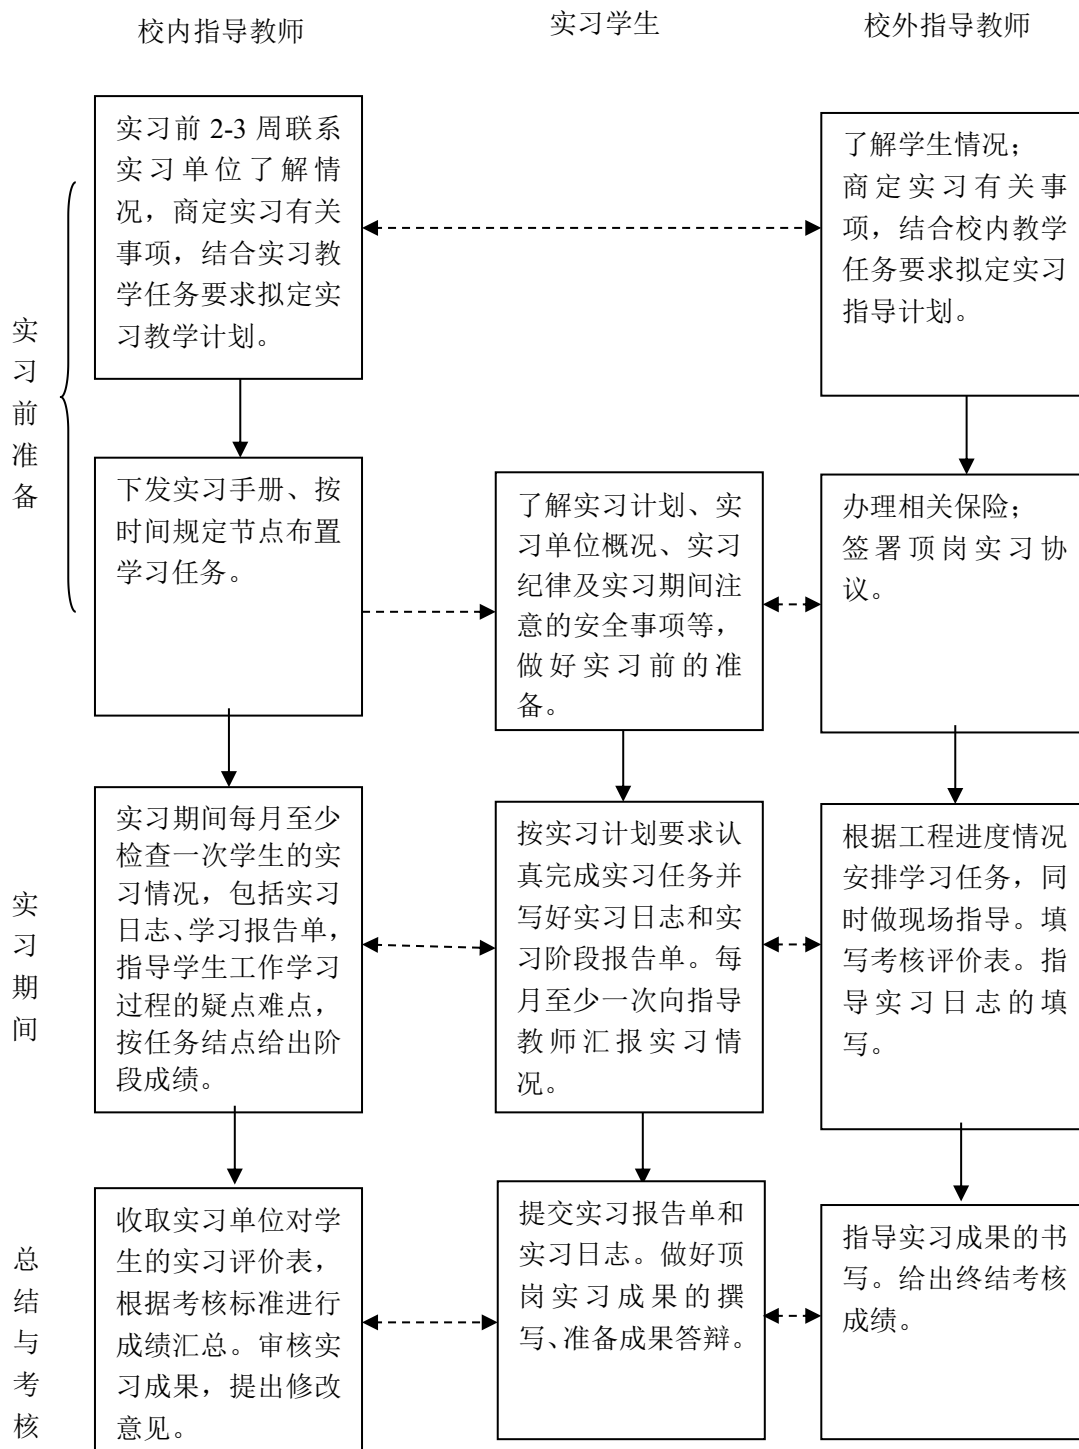 校内指导教师
实习学生
校外指导教师
实习前准备
实习前 2-3 周联系
实习单位了解情
况，商定实习有关
事项，结合实习教
学任务要求拟定实
习教学计划。
了解学生情况；
商定实习有关事
项，结合校内教学
任务要求拟定实习
指导计划。
下发实习手册、按
时间规定节点布置
学习任务。
了解实习计划、实
习单位概况、实习
纪律及实习期间注
意的安全事项等，
做好实习前的准
备。
办理相关保险；
签署顶岗实习协
议。
实习期间
实习期间每月至少
检查一次学生的实
习情况，包括实习
日志、学习报告单，
指导学生工作学习
过程的疑点难点，
按任务结点给出阶
段成绩。
按实习计划要求认
真完成实习任务并
写好实习日志和实
习阶段报告单。每
月至少一次向指导
教师汇报实习情
况。
根据工程进度情况
安排学习任务，同
时做现场指导。填
写考核评价表。指
导实习日志的填
写。
总结与考核
收取实习单位对学
生的实习评价表，
根据考核标准进行
成绩汇总。审核实
习成果，提出修改
意见。
提交实习报告单和
实习日志。做好顶
岗实习成果的撰
写、准备成果答辩。
指导实习成果的书
写。给出终结考核
成绩。